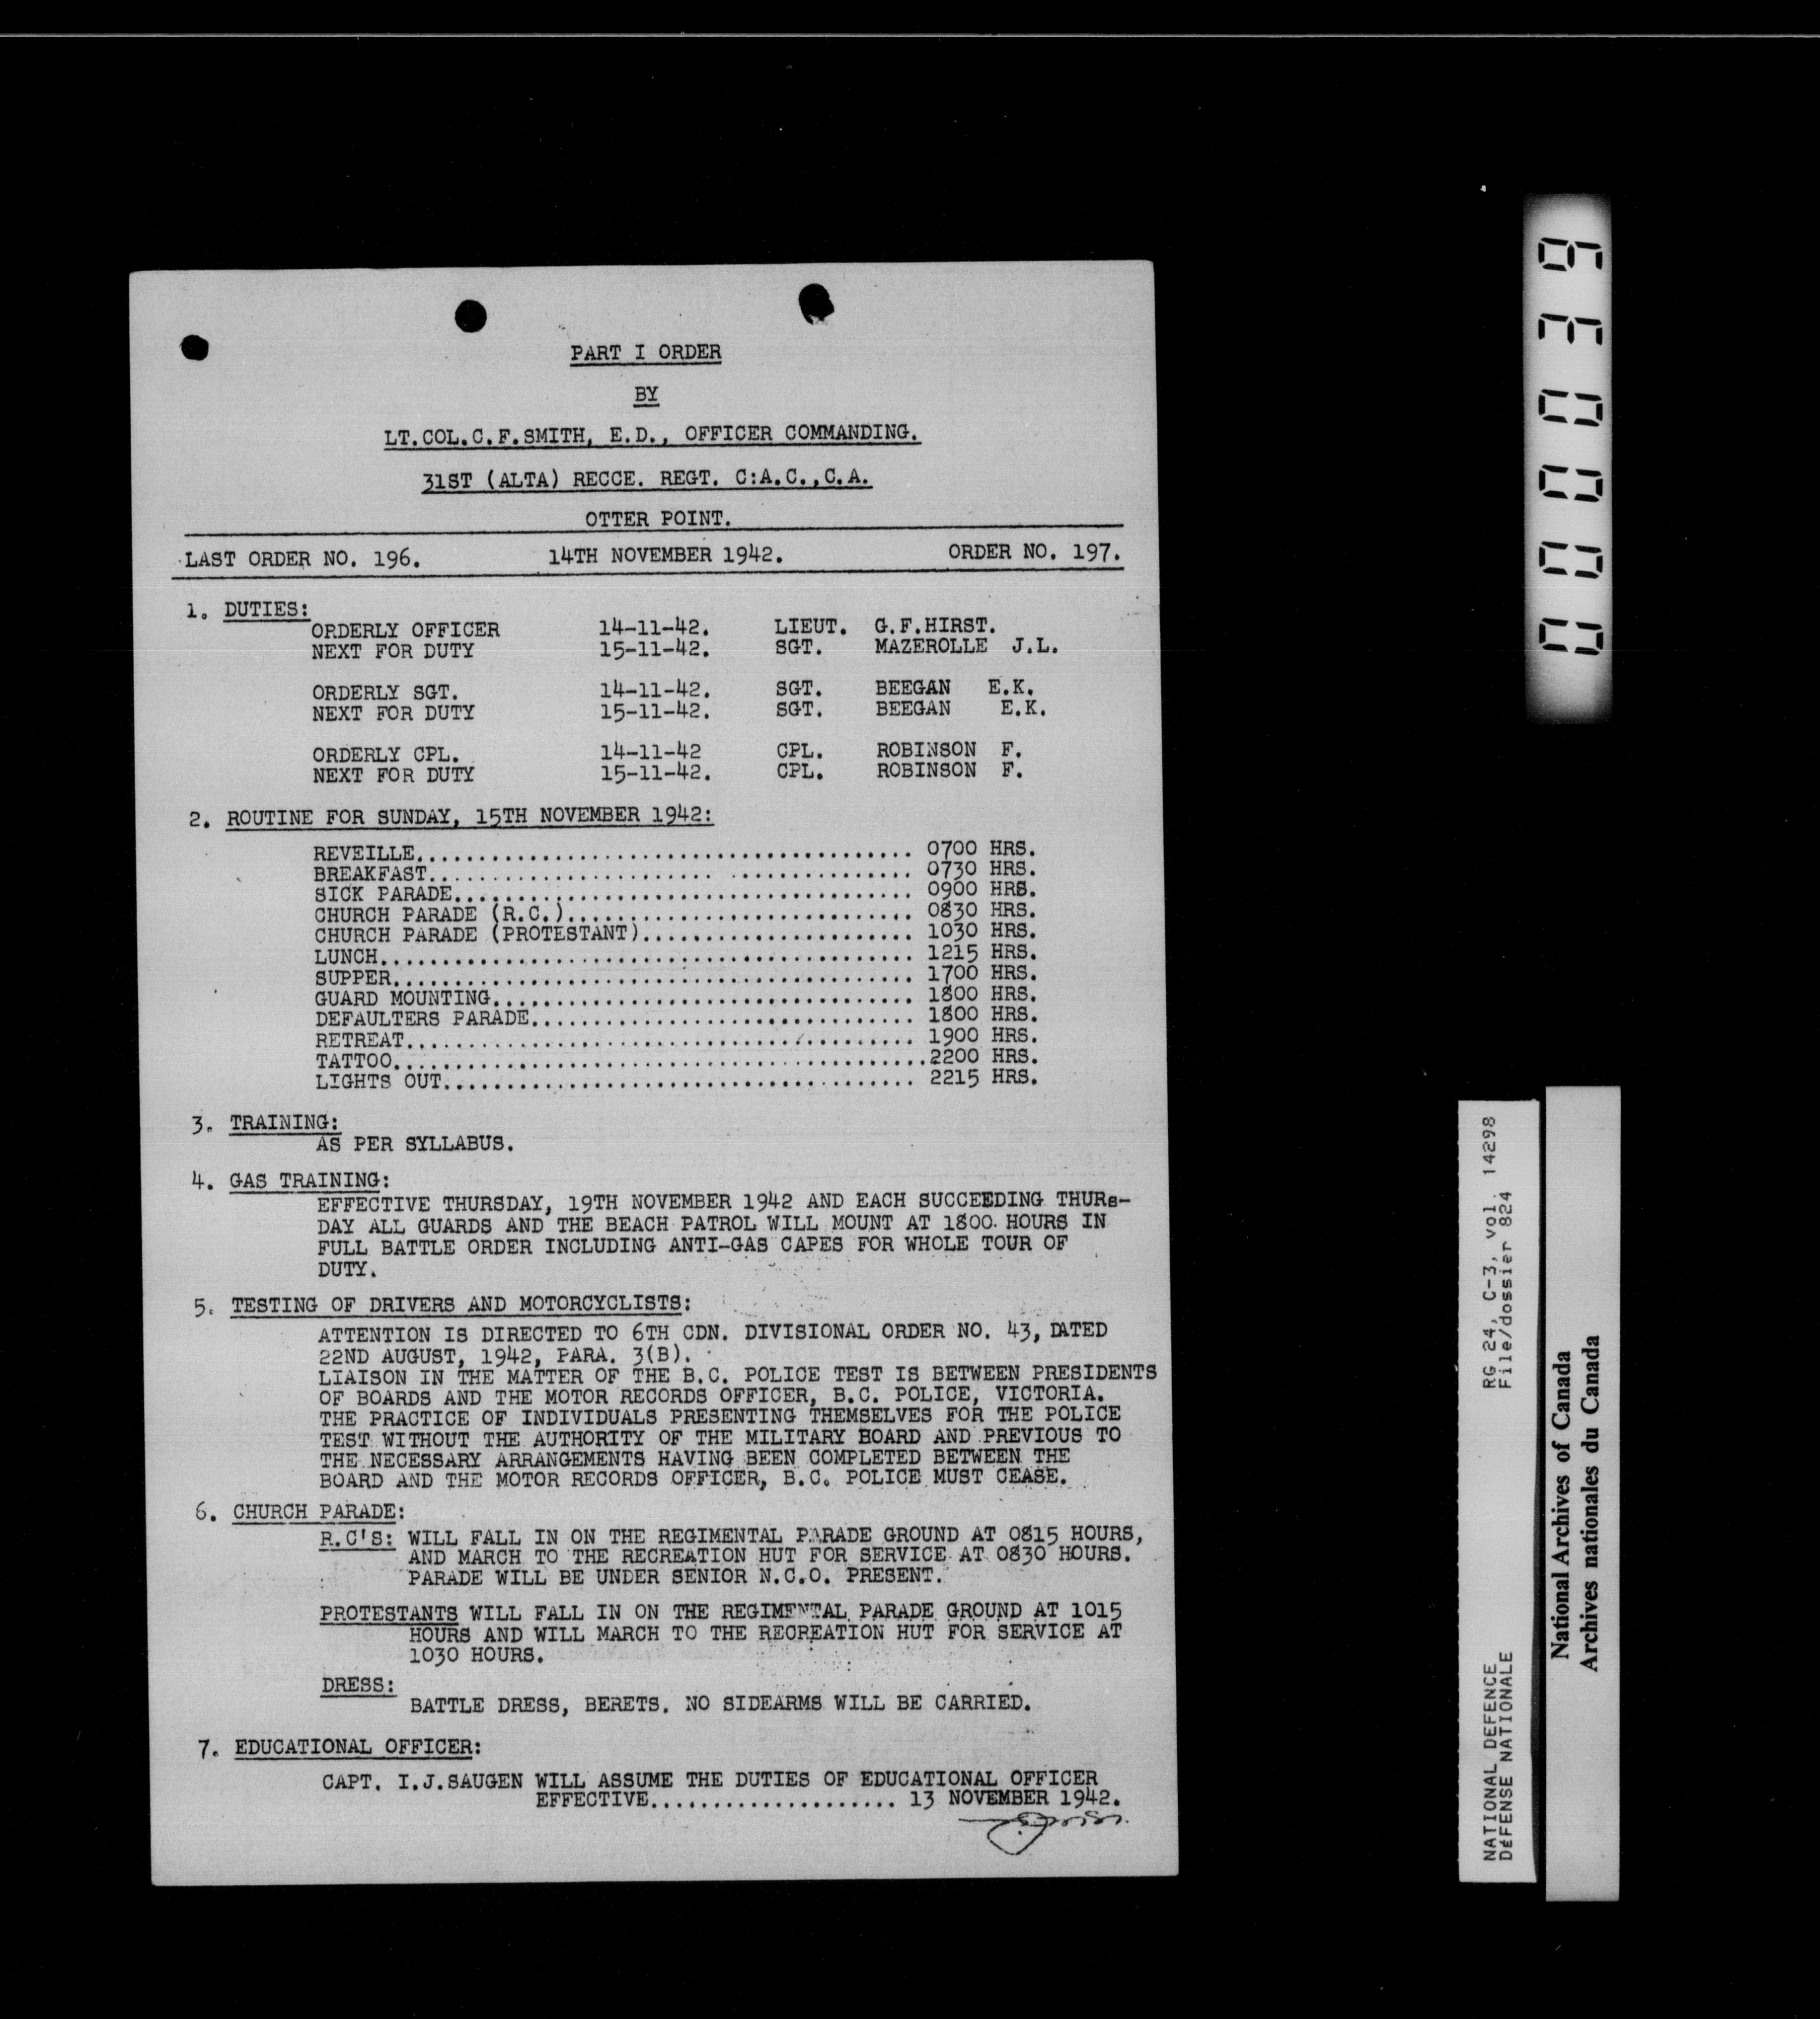 PART I ORDER
BY
LT.COL.C.F.SMITH, E.D., OFFICER COMMANDING.
31ST (ALTA) RECCE. REGT. C:A.C.,C.A.
OTTER POINT.
LAST ORDER NO. 196. 14TH NOVEMBER 1942. ORDER NO. 197.
1. DUTIES:
ORDERLY OFFICER 14-11-42. LIEUT. G.F.HIRST.
NEXT FOR DUTY 15-11-42. SGT. MAZEROLLE J.L.
ORDERLY SGT. 14-11-42. SGT. BEEGAN E.K.
NEXT FOR DUTY 15-11-42. SGT. BEEGAN E.K.
ORDERLY CPL. 14-11-42 CPL. ROBINSON F.
NEXT FOR DUTY 15-11-42. CPL. ROBINSON F.
2. ROUTINE FOR SUNDAY, 15TH NOVEMBER 1942:
REVEILLE........................................ 0700 HRS.
BREAKFAST....................................... 0730 HRS.
SICK PARADE..................................... 0900 HRS.
CHURCH PARADE (R.C.)............................ 0830 HRS.
CHURCH PARADE (PROTESTANT)...................... 1030 HRS.
LUNCH........................................... 1215 HRS.
SUPPER.......................................... 1700 HRS.
GUARD MOUNTING.................................. 1800 HRS.
DEFAULTERS PARADE............................... 1800 HRS.
RETREAT......................................... 1900 HRS.
TATTOO...........................................2200 HRS.
LIGHTS OUT...................................... 2215 HRS.
3. TRAINING:
AS PER SYLLABUS.
4. GAS TRAINING:
EFFECTIVE THURSDAY, 19TH NOVEMBER 1942 AND EACH SUCCEEDING THURs-
DAY ALL GUARDS AND THE BEACH PATROL WILL MOUNT AT 1800 HOURS IN
FULL BATTLE ORDER INCLUDING ANTI-GAS CAPES FOR WHOLE TOUR OF
DUTY.
5. TESTING OF DRIVERS AND MOTORCYCLISTS:
ATTENTION IS DIRECTED TO 6TH CDN. DIVISIONAL ORDER NO. 43, DATED
22ND AUGUST, 1942, PARA. 3(B).
LIAISON IN THE MATTER OF THE B.C. POLICE TEST IS BETWEEN PRESIDENTS
OF BOARDS AND THE MOTOR RECORDS OFFICER, B.C. POLICE, VICTORIA.
THE PRACTICE OF INDIVIDUALS PRESENTING THEMSELVES FOR THE POLICE
TEST WITHOUT THE AUTHORITY OF THE MILITARY BOARD AND PREVIOUS TO
THE NECESSARY ARRANGEMENTS HAVING BEEN COMPLETED BETWEEN THE
BOARD AND THE MOTOR RECORDS OFFICER, B.C. POLICE MUST CEASE.
6. CHURCH PARADE:
R.C'S: WILL FALL IN ON THE REGIMENTAL PARADE GROUND AT 0815 HOURS,
AND MARCH TO THE RECREATION HUT FOR SERVICE AT 0830 HOURS.
PARADE WILL BE UNDER SENIOR N.C.O. PRESENT.
PROTESTANTS WILL FALL IN ON THE REGIMENTAL PARADE GROUND AT 1015
HOURS AND WILL MARCH TO THE RECREATION HUT FOR SERVICE AT
1030 HOURS.
DRESS:
BATTLE DRESS, BERETS. NO SIDEARMS WILL BE CARRIED.
7. EDUCATIONAL OFFICER:
CAPT. I.J.SAUGEN WILL ASSUME THE DUTIES OF EDUCATIONAL OFFICER
EFFECTIVE.................... 13 NOVEMBER 1942.
NATIONAL DEFENCE RG 24, C-3, vol. 14298
DÉFENSE NATIONALE File/dossier 824
National Archives of Canada
Archives nationales du Canada